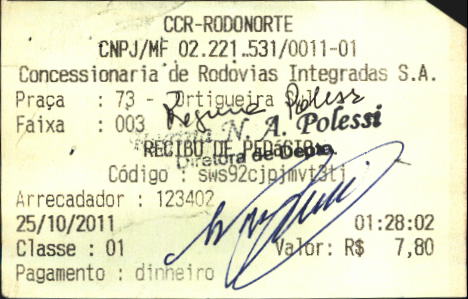 CCR-RODONORTE
CNPJ/MF 02.221.531/0011-01
Concessionaria de Rodovias Integradas S.A.
Praça : 73 - Ortigueira
Faixa : 003
N. A. Polessi
RECIBO DE PEDÁGIO
Diretora de Depto.
Código : sws92cjpjmvt3tj
Arrecadador : 123402
25/10/2011 01:28:02
Classe : 01 Valor: R$ 7,80
Pagamento : dinheiro